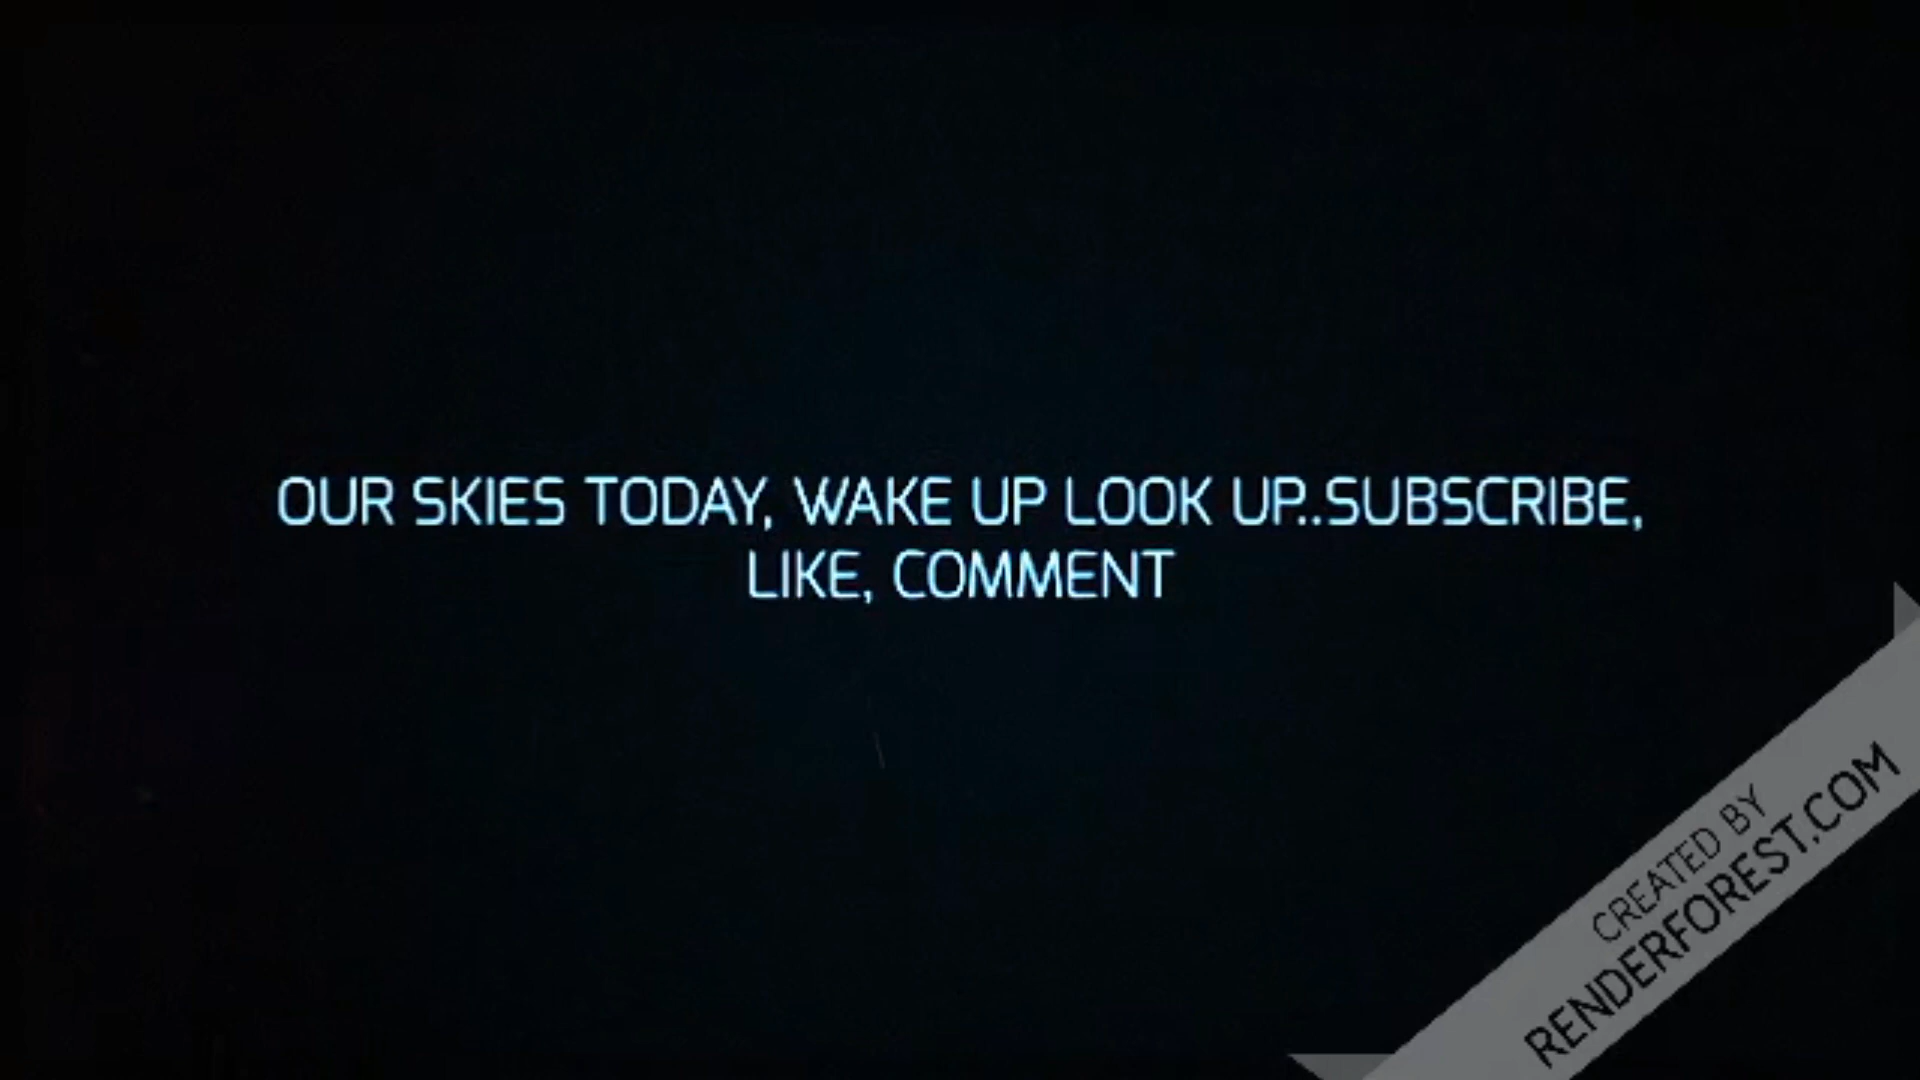 OUR SKIES TODAY, WAKE UP LOOK UP..SUBSCRIBE,
LIKE, COMMENT
CREATED BY
RENDERFOREST.COM